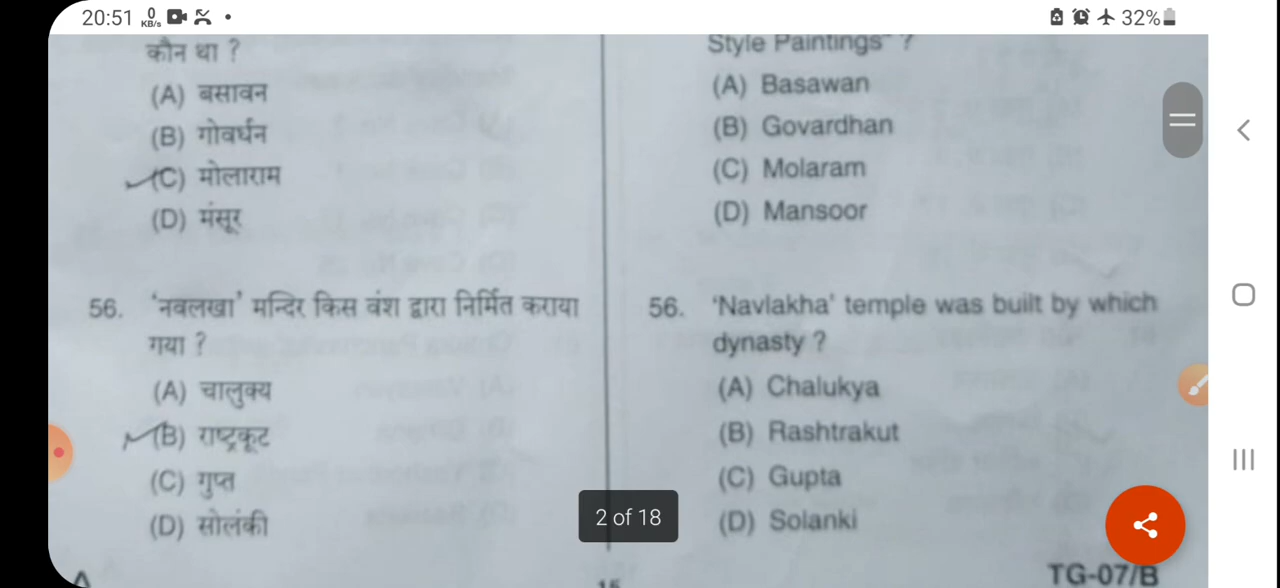 20:51 0 KB/s 32%
कौन था ?
(A) बसावन
(B) गोवर्धन
(C) मोलाराम
(D) मंसूर
56. 'नवलखा' मन्दिर किस वंश द्वारा निर्मित कराया
गया ?
(A) चालुक्य
(B) राष्ट्रकूट
(C) गुप्त
(D) सोलंकी
A
Style Paintings" ?
(A) Basawan
(B) Govardhan
(C) Molaram
(D) Mansoor
56. 'Navlakha' temple was built by which
dynasty ?
(A) Chalukya
(B) Rashtrakut
(C) Gupta
(D) Solanki
2 of 18
15
TG-07/B